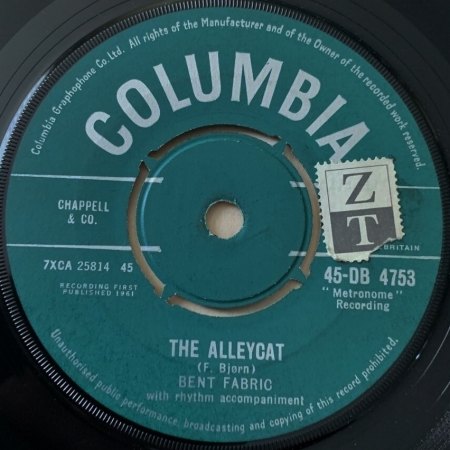 Columbia Graphophone Co. Ltd. All rights of the Manufacturer and of the Owner of the recorded work reserved.
COLUMBIA
CHAPPELL
& CO.
Z
T
BRITAIN
7XCA 25814 45
45-DB 4753
RECORDING FIRST
PUBLISHED 1961
"Metronome"
Recording
THE ALLEYCAT
(F. Bjørn)
BENT FABRIC
with rhythm accompaniment
Unauthorised public performance, broadcasting and copying of this record prohibited.